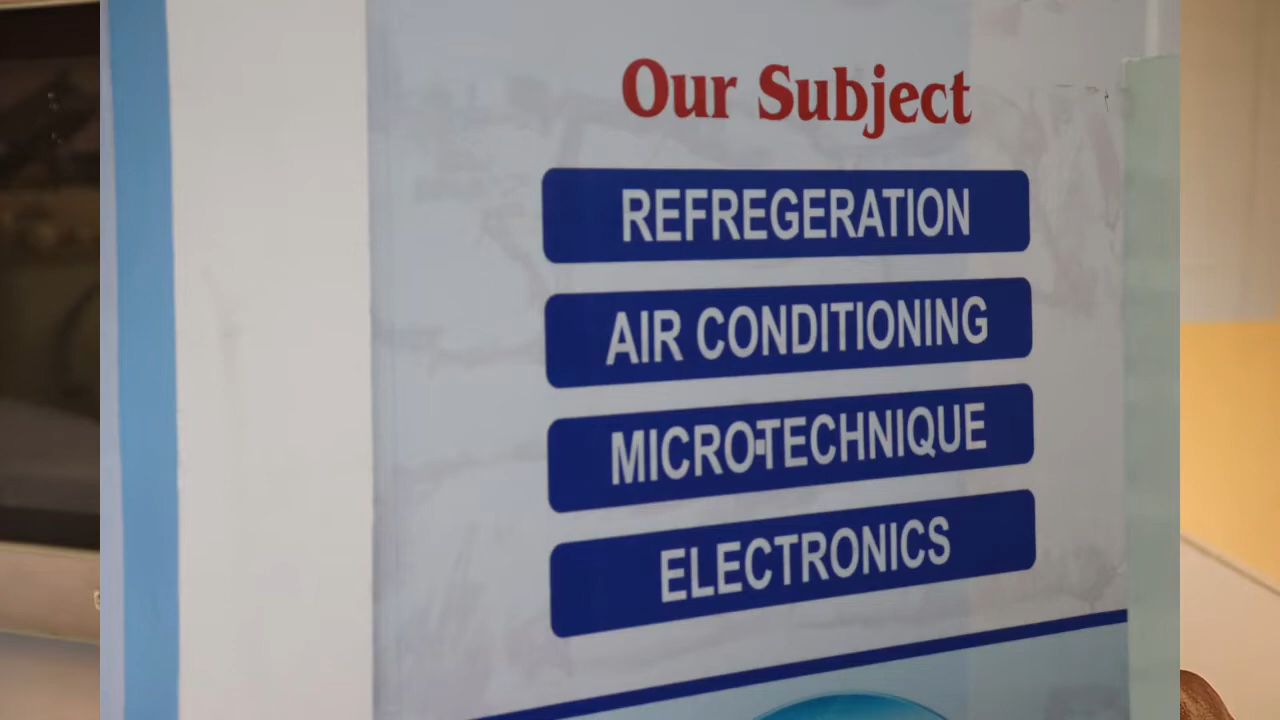 Our Subject
REFREGERATION
AIR CONDITIONING
MICRO-TECHNIQUE
ELECTRONICS